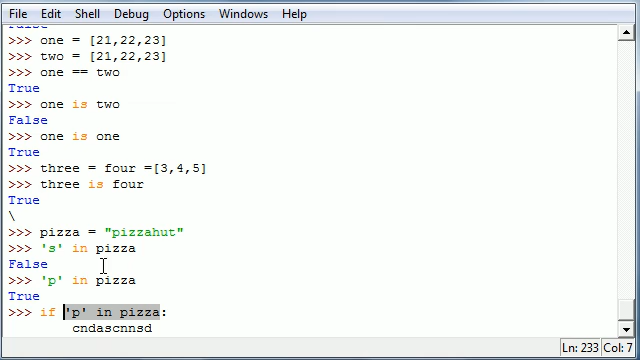 File Edit Shell Debug Options Windows Help
False
>>> one = [21,22,23]
>>> two = [21,22,23]
>>> one == two
True
>>> one is two
False
>>> one is one
True
>>> three = four =[3,4,5]
>>> three is four
True
\
>>> pizza = "pizzahut"
>>> 's' in pizza
False
>>> 'p' in pizza
True
>>> if 'p' in pizza:
cndascnnsd
Ln: 233 Col: 7